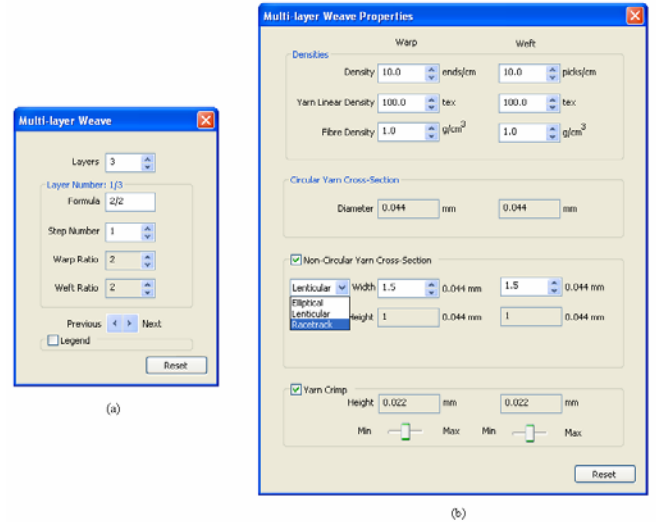 Multi-layer Weave
Layers 3
Layer Number: 1/3
Formula 2/2
Step Number 1
Warp Ratio 2
Weft Ratio 2
Previous Next
Legend
Reset
(a)
Multi-layer Weave Properties
Warp Weft
Densities
Density 10.0 ends/cm 10.0 picks/cm
Yarn Linear Density 100.0 tex 100.0 tex
Fibre Density 1.0 g/cm³ 1.0 g/cm³
Circular Yarn Cross-Section
Diameter 0.044 mm 0.044 mm
Non-Circular Yarn Cross-Section
Lenticular Width 1.5 0.044 mm 1.5 0.044 mm
Elliptical
Lenticular Height 1 0.044 mm 1 0.044 mm
Racetrack
Yarn Crimp
Height 0.022 mm 0.022 mm
Min Max Min Max
Reset
(b)